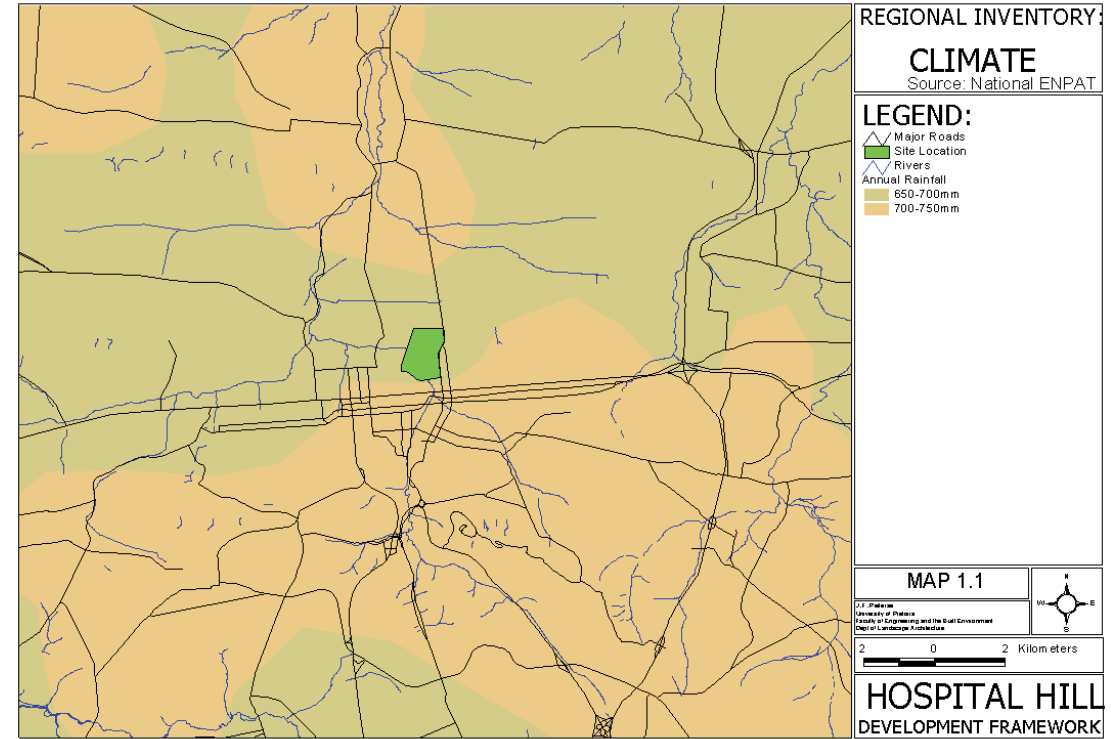 REGIONAL INVENTORY:
CLIMATE
Source: National ENPAT
LEGEND:
Major Roads
Site Location
Rivers
Annual Rainfall
650-700mm
700-750mm
MAP 1.1
University of Pretoria
Faculty of Engineering and the Built Environment
Dept of Landscape Architecture
N
W E
S
2 0 2 Kilometers
HOSPITAL HILL
DEVELOPMENT FRAMEWORK